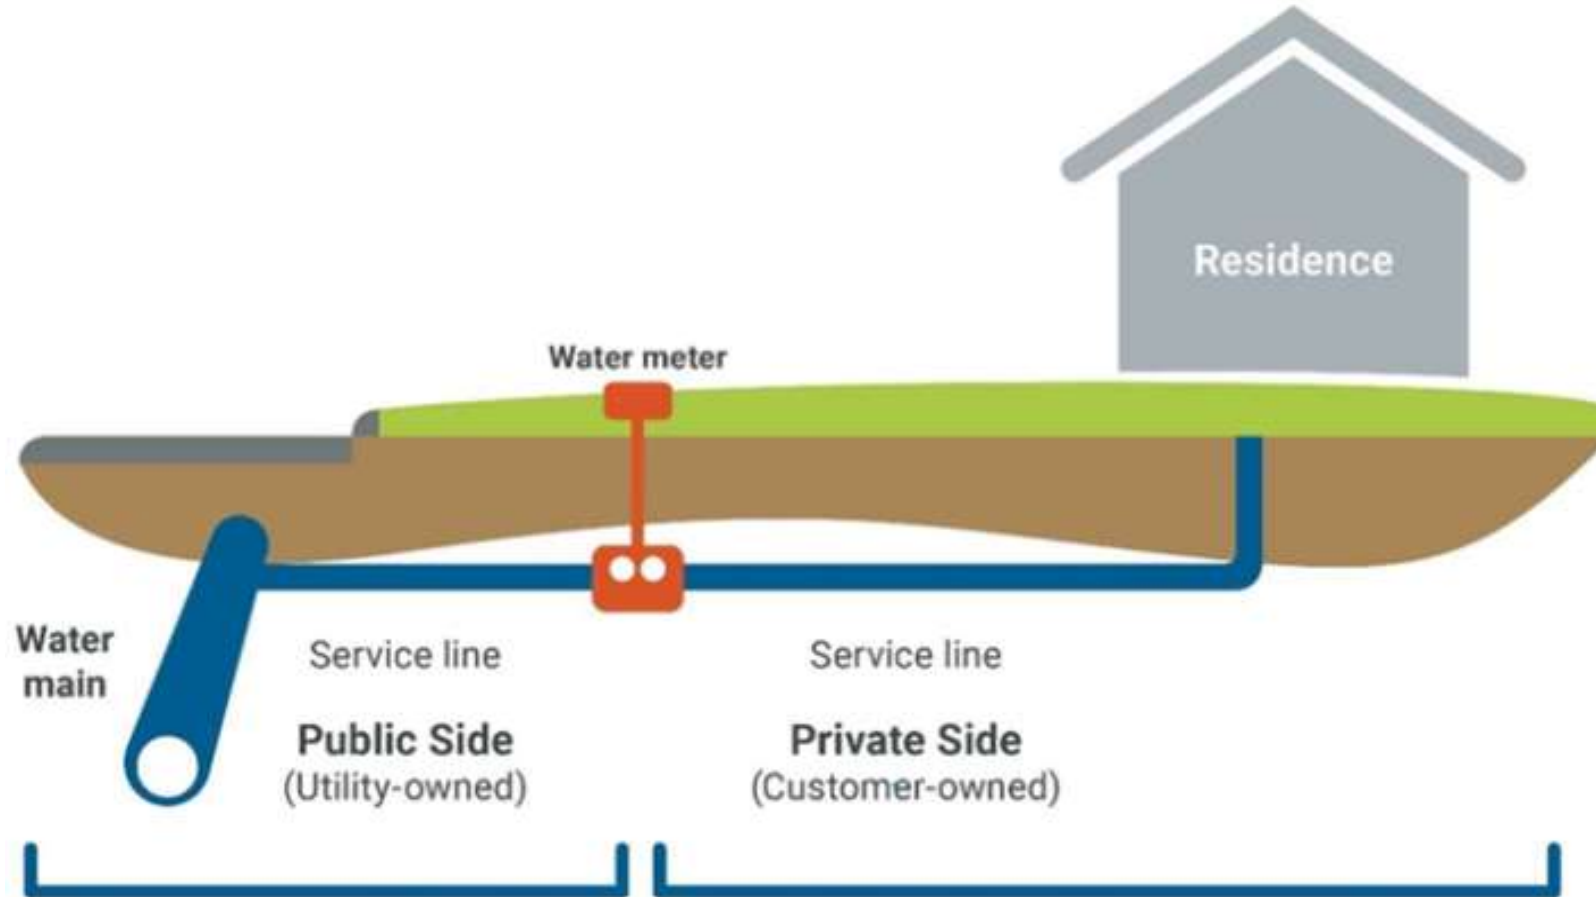 Residence
Water meter
Water
main
Service line
Public Side
(Utility-owned)
Service line
Private Side
(Customer-owned)